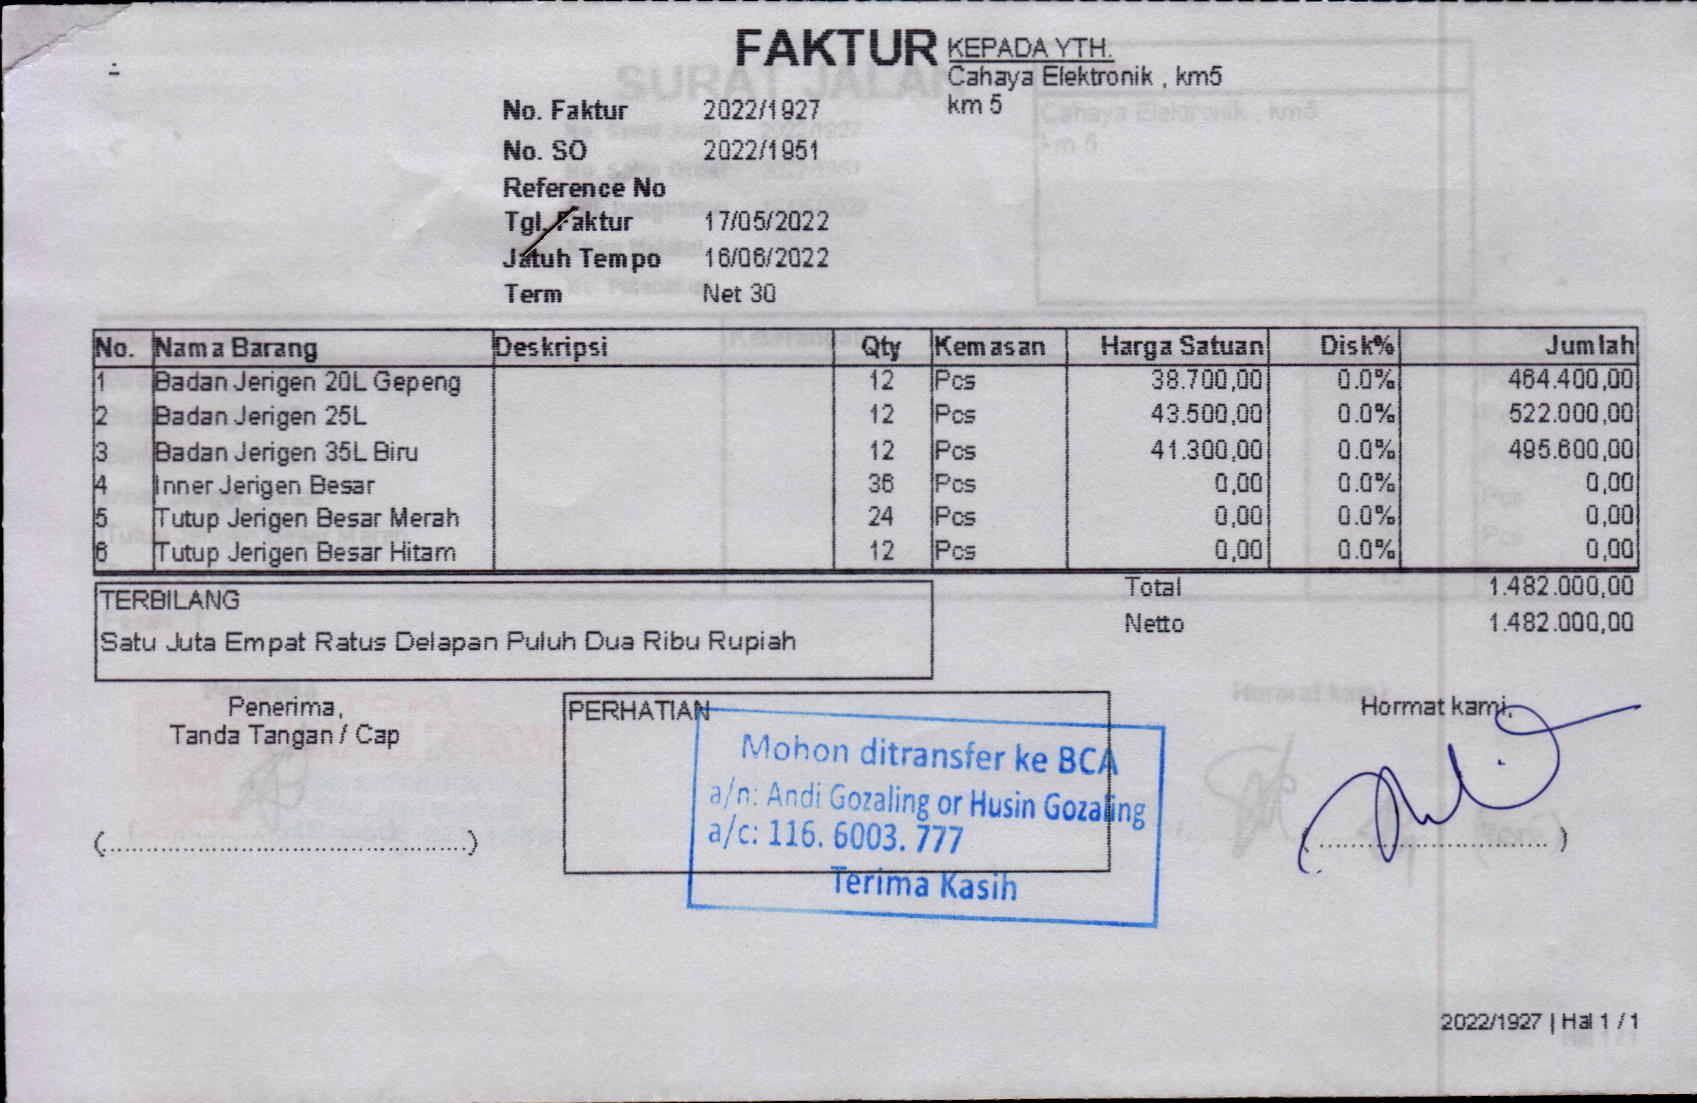 FAKTUR
KEPADA YTH.
Cahaya Elektronik , km5
km 5
No. Faktur 2022/1927
No. SO 2022/1951
Reference No
Tgl. Faktur 17/05/2022
Jatuh Tempo 16/06/2022
Term Net 30
No. Nama Barang Deskripsi Qty Kemasan Harga Satuan Disk% Jumlah
1 Badan Jerigen 20L Gepeng 12 Pcs 38.700,00 0.0% 464.400,00
2 Badan Jerigen 25L 12 Pcs 43.500,00 0.0% 522.000,00
3 Badan Jerigen 35L Biru 12 Pcs 41.300,00 0.0% 495.600,00
4 Inner Jerigen Besar 36 Pcs 0,00 0.0% 0,00
5 Tutup Jerigen Besar Merah 24 Pcs 0,00 0.0% 0,00
6 Tutup Jerigen Besar Hitam 12 Pcs 0,00 0.0% 0,00
Total 1.482.000,00
Netto 1.482.000,00
TERBILANG
Satu Juta Empat Ratus Delapan Puluh Dua Ribu Rupiah
Penerima,
Tanda Tangan / Cap
PERHATIAN
Mohon ditransfer ke BCA
a/n: Andi Gozaling or Husin Gozaling
a/c: 116. 6003. 777
Terima Kasih
Hormat kami,
2022/1927 | Hal 1 / 1